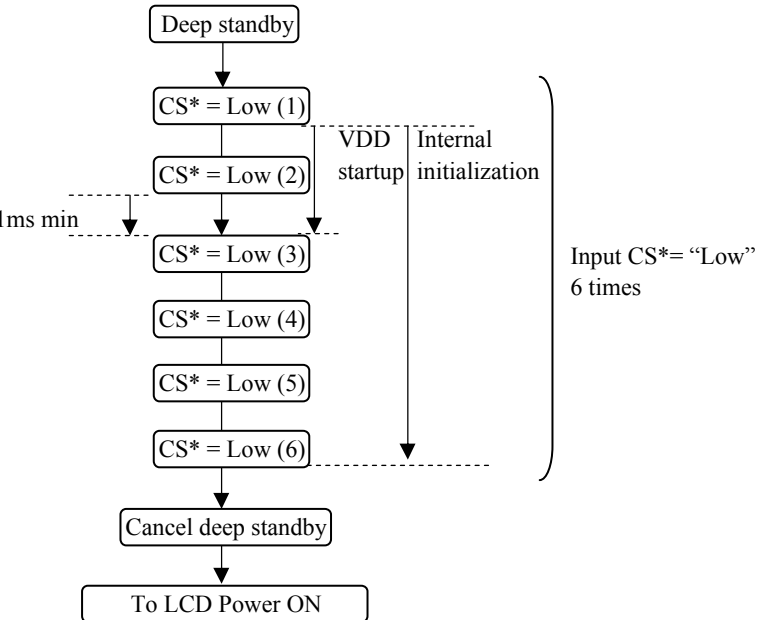 Deep standby
CS* = Low (1)
VDD
startup
Internal
initialization
CS* = Low (2)
1ms min
CS* = Low (3)
Input CS*= “Low”
6 times
CS* = Low (4)
CS* = Low (5)
CS* = Low (6)
Cancel deep standby
To LCD Power ON